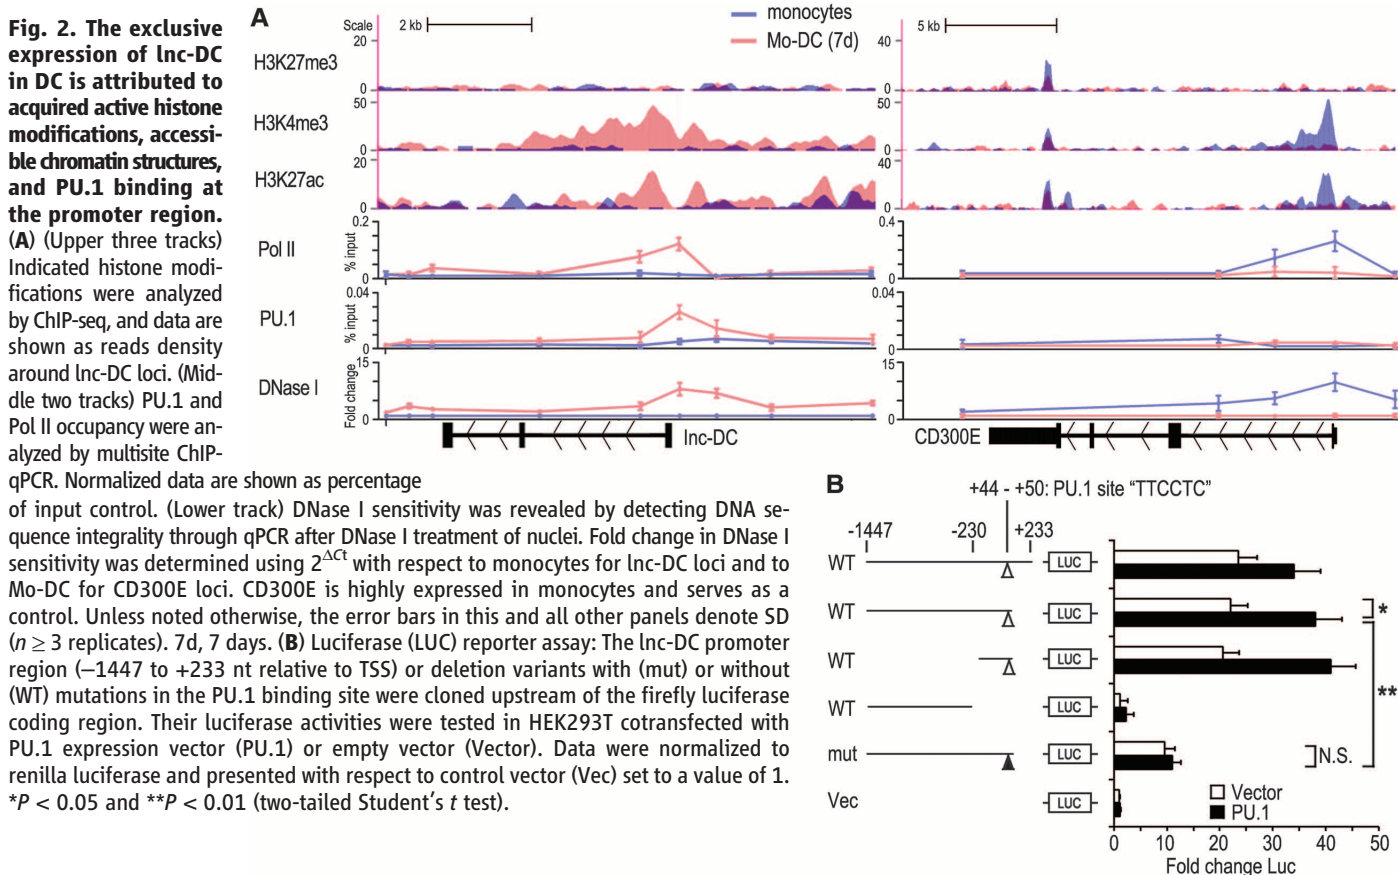 Fig. 2. The exclusive
expression of lnc-DC
in DC is attributed to
acquired active histone
modifications, accessi-
ble chromatin structures,
and PU.1 binding at
the promoter region.
(A) (Upper three tracks)
Indicated histone modi-
fications were analyzed
by ChIP-seq, and data are
shown as reads density
around lnc-DC loci. (Mid-
dle two tracks) PU.1 and
Pol II occupancy were an-
alyzed by multisite ChIP-
qPCR. Normalized data are shown as percentage
of input control. (Lower track) DNase I sensitivity was revealed by detecting DNA se-
quence integrality through qPCR after DNase I treatment of nuclei. Fold change in DNase I
sensitivity was determined using 2^ΔCt with respect to monocytes for lnc-DC loci and to
Mo-DC for CD300E loci. CD300E is highly expressed in monocytes and serves as a
control. Unless noted otherwise, the error bars in this and all other panels denote SD
(n ≥ 3 replicates). 7d, 7 days. (B) Luciferase (LUC) reporter assay: The lnc-DC promoter
region (−1447 to +233 nt relative to TSS) or deletion variants with (mut) or without
(WT) mutations in the PU.1 binding site were cloned upstream of the firefly luciferase
coding region. Their luciferase activities were tested in HEK293T cotransfected with
PU.1 expression vector (PU.1) or empty vector (Vector). Data were normalized to
renilla luciferase and presented with respect to control vector (Vec) set to a value of 1.
*P < 0.05 and **P < 0.01 (two-tailed Student's t test).
A
Scale 2 kb
monocytes
Mo-DC (7d)
5 kb
H3K27me3
20
0
40
0
H3K4me3
50
0
50
0
H3K27ac
20
0
40
0
Pol II
% input
0.2
0
0.4
0
PU.1
% input
0.04
0
0.04
0
DNase I
Fold change
15
0
15
0
lnc-DC
CD300E
B
+44 - +50: PU.1 site "TTCCTC"
-1447 -230 +233
WT LUC
WT LUC *
WT LUC **
WT LUC
mut LUC N.S.
Vec LUC
Vector
PU.1
0 10 20 30 40 50
Fold change Luc